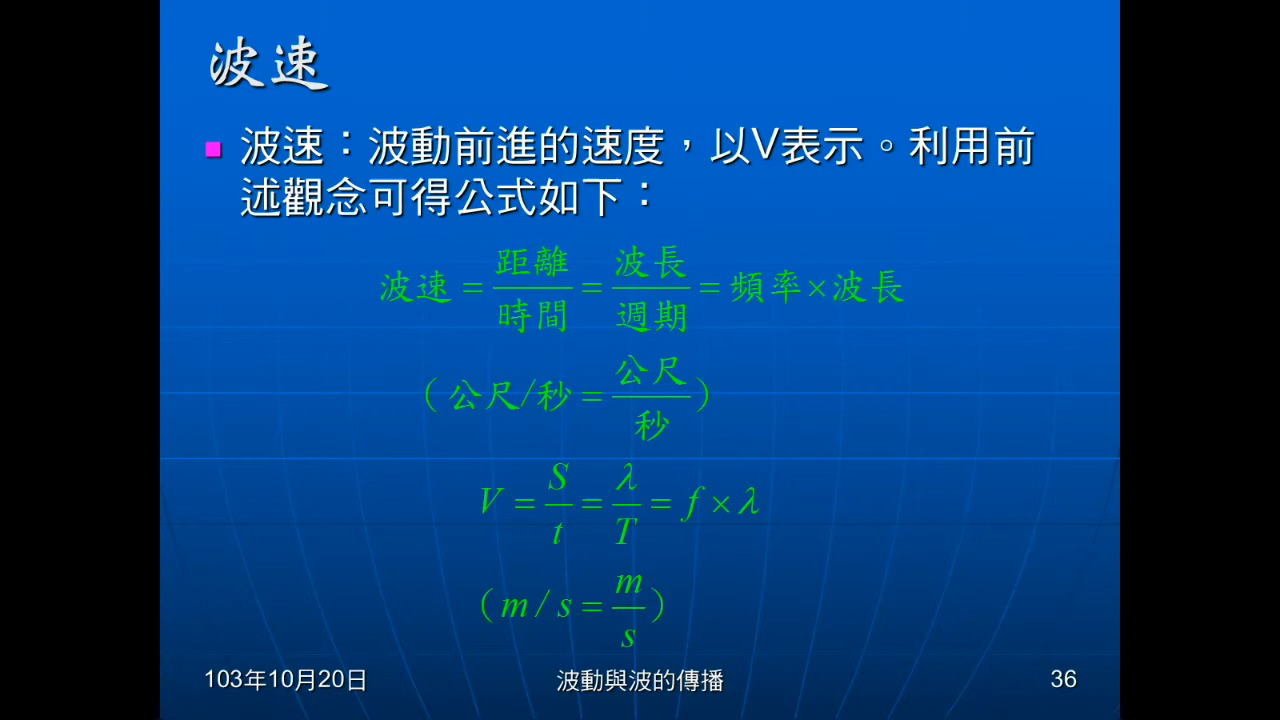 波速
波速：波動前進的速度，以V表示。利用前
述觀念可得公式如下：
波速=距離/時間=波長/週期=頻率×波長
（公尺/秒=公尺/秒）
V=S/t=λ/T=f×λ
（m/s=m/s）
103年10月20日 波動與波的傳播 36